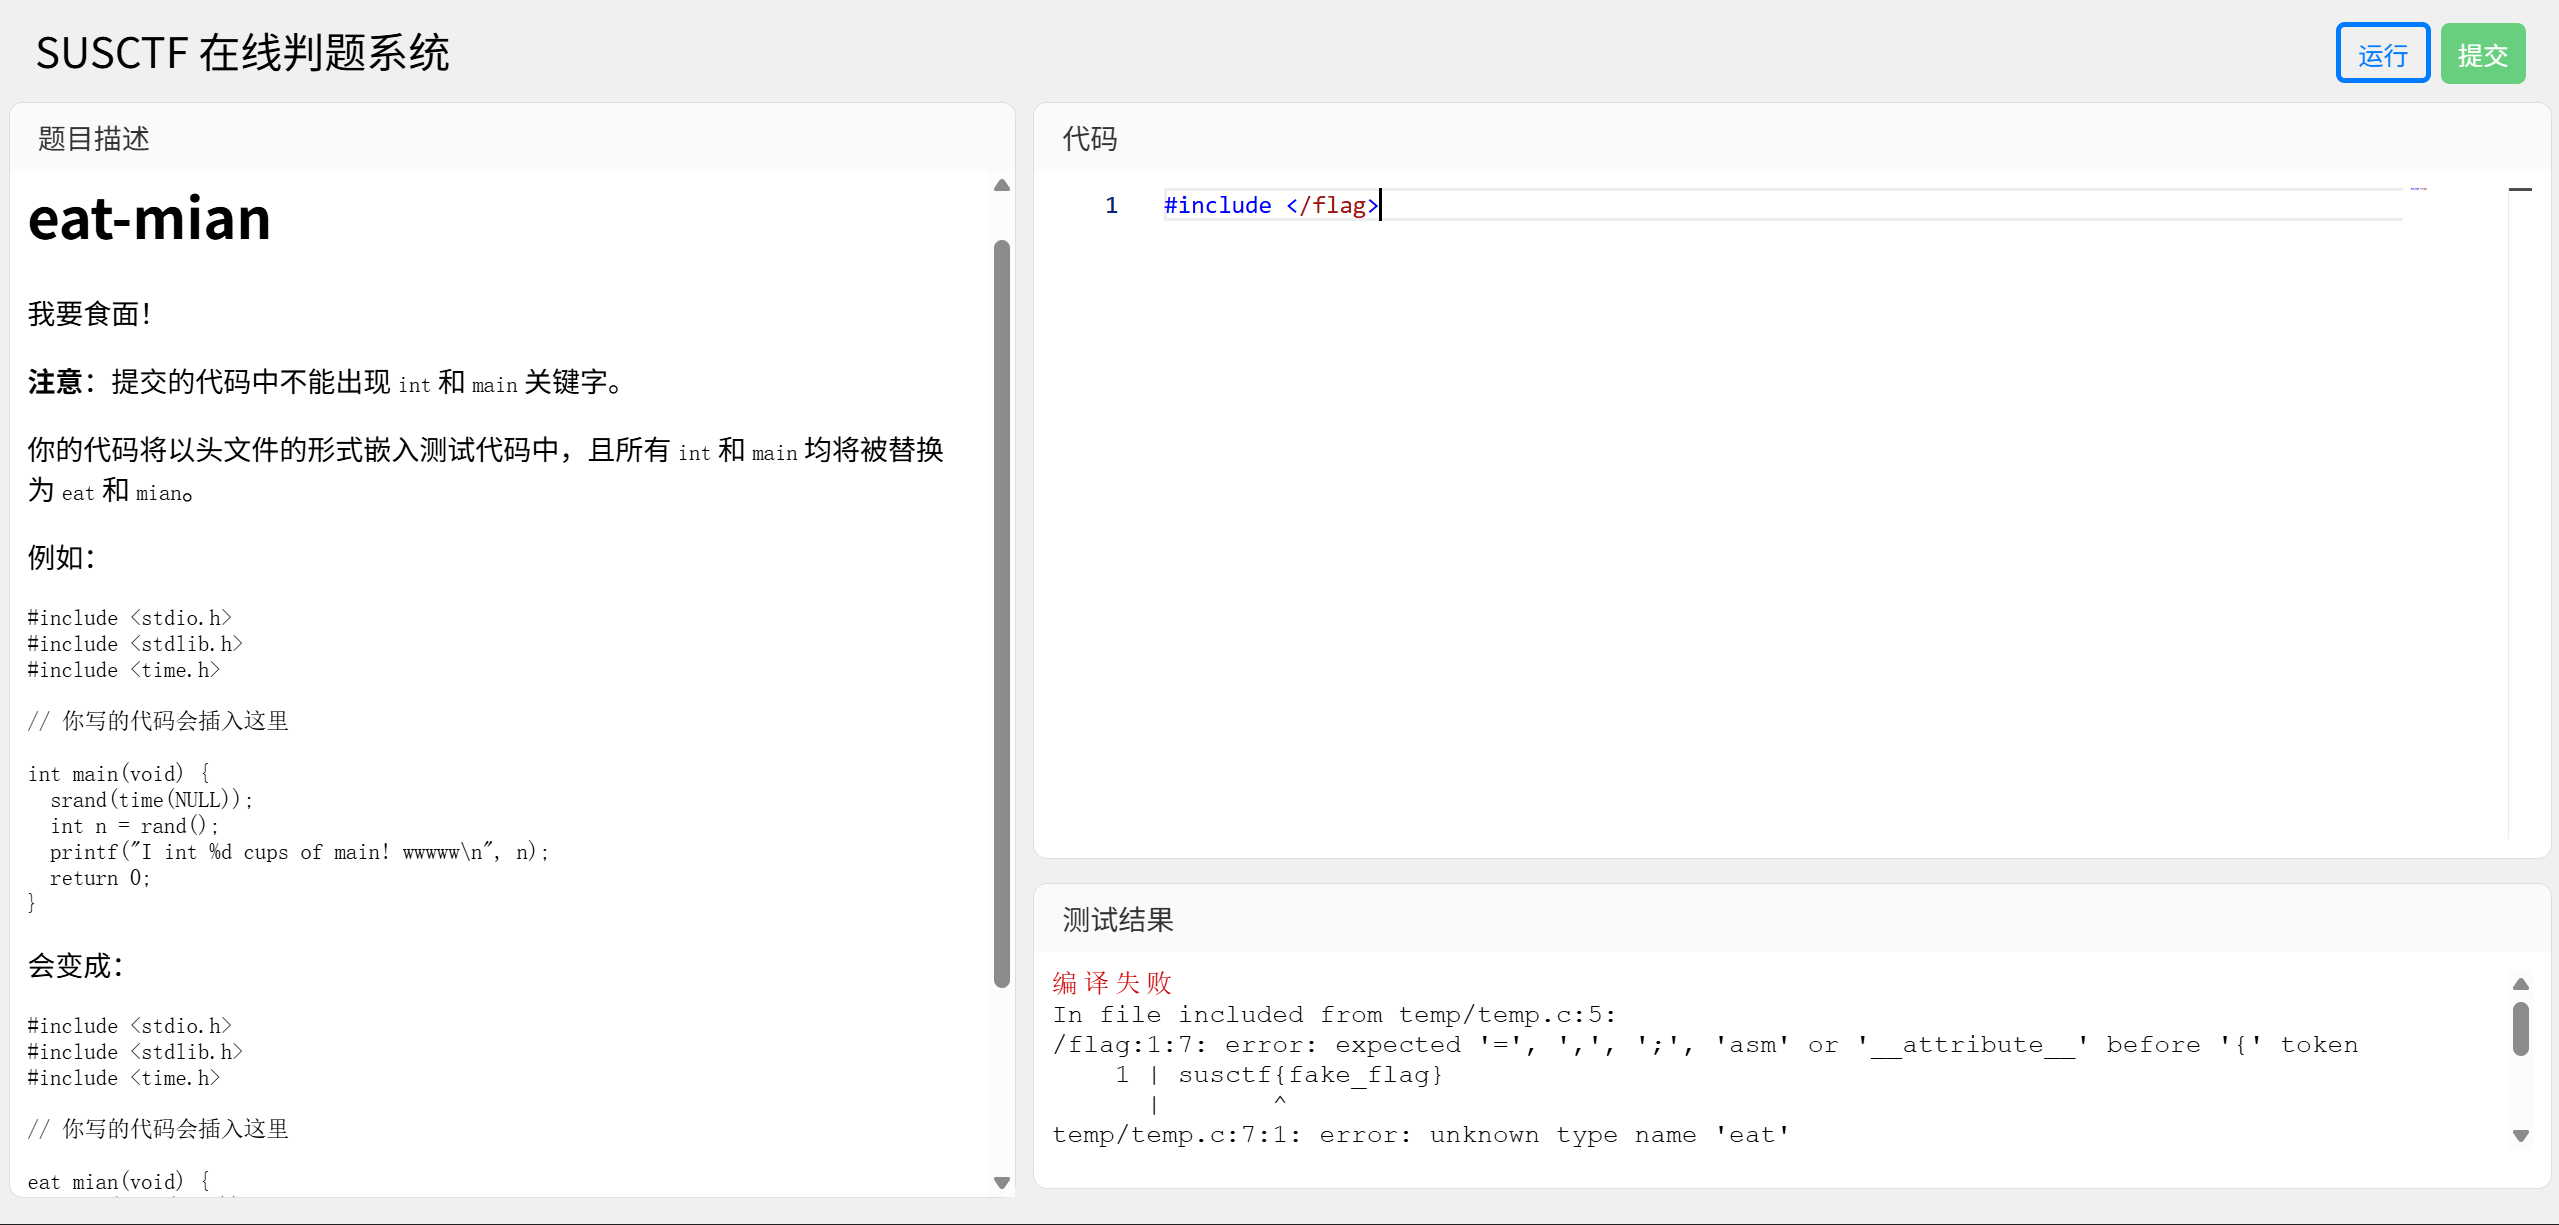 SUSCTF 在线判题系统
运行
提交
题目描述
eat-mian
我要食面！
注意：提交的代码中不能出现 int 和 main 关键字。
你的代码将以头文件的形式嵌入测试代码中，且所有 int 和 main 均将被替换
为 eat 和 mian。
例如：
#include <stdio.h>
#include <stdlib.h>
#include <time.h>
// 你写的代码会插入这里
int main(void) {
  srand(time(NULL));
  int n = rand();
  printf("I int %d cups of main! wwwww\n", n);
  return 0;
}
会变成：
#include <stdio.h>
#include <stdlib.h>
#include <time.h>
// 你写的代码会插入这里
eat mian(void) {
代码
1 #include </flag>
测试结果
编译失败
In file included from temp/temp.c:5:
/flag:1:7: error: expected '=', ',', ';', 'asm' or '__attribute__' before '{' token
    1 | susctf{fake_flag}
      |       ^
temp/temp.c:7:1: error: unknown type name 'eat'